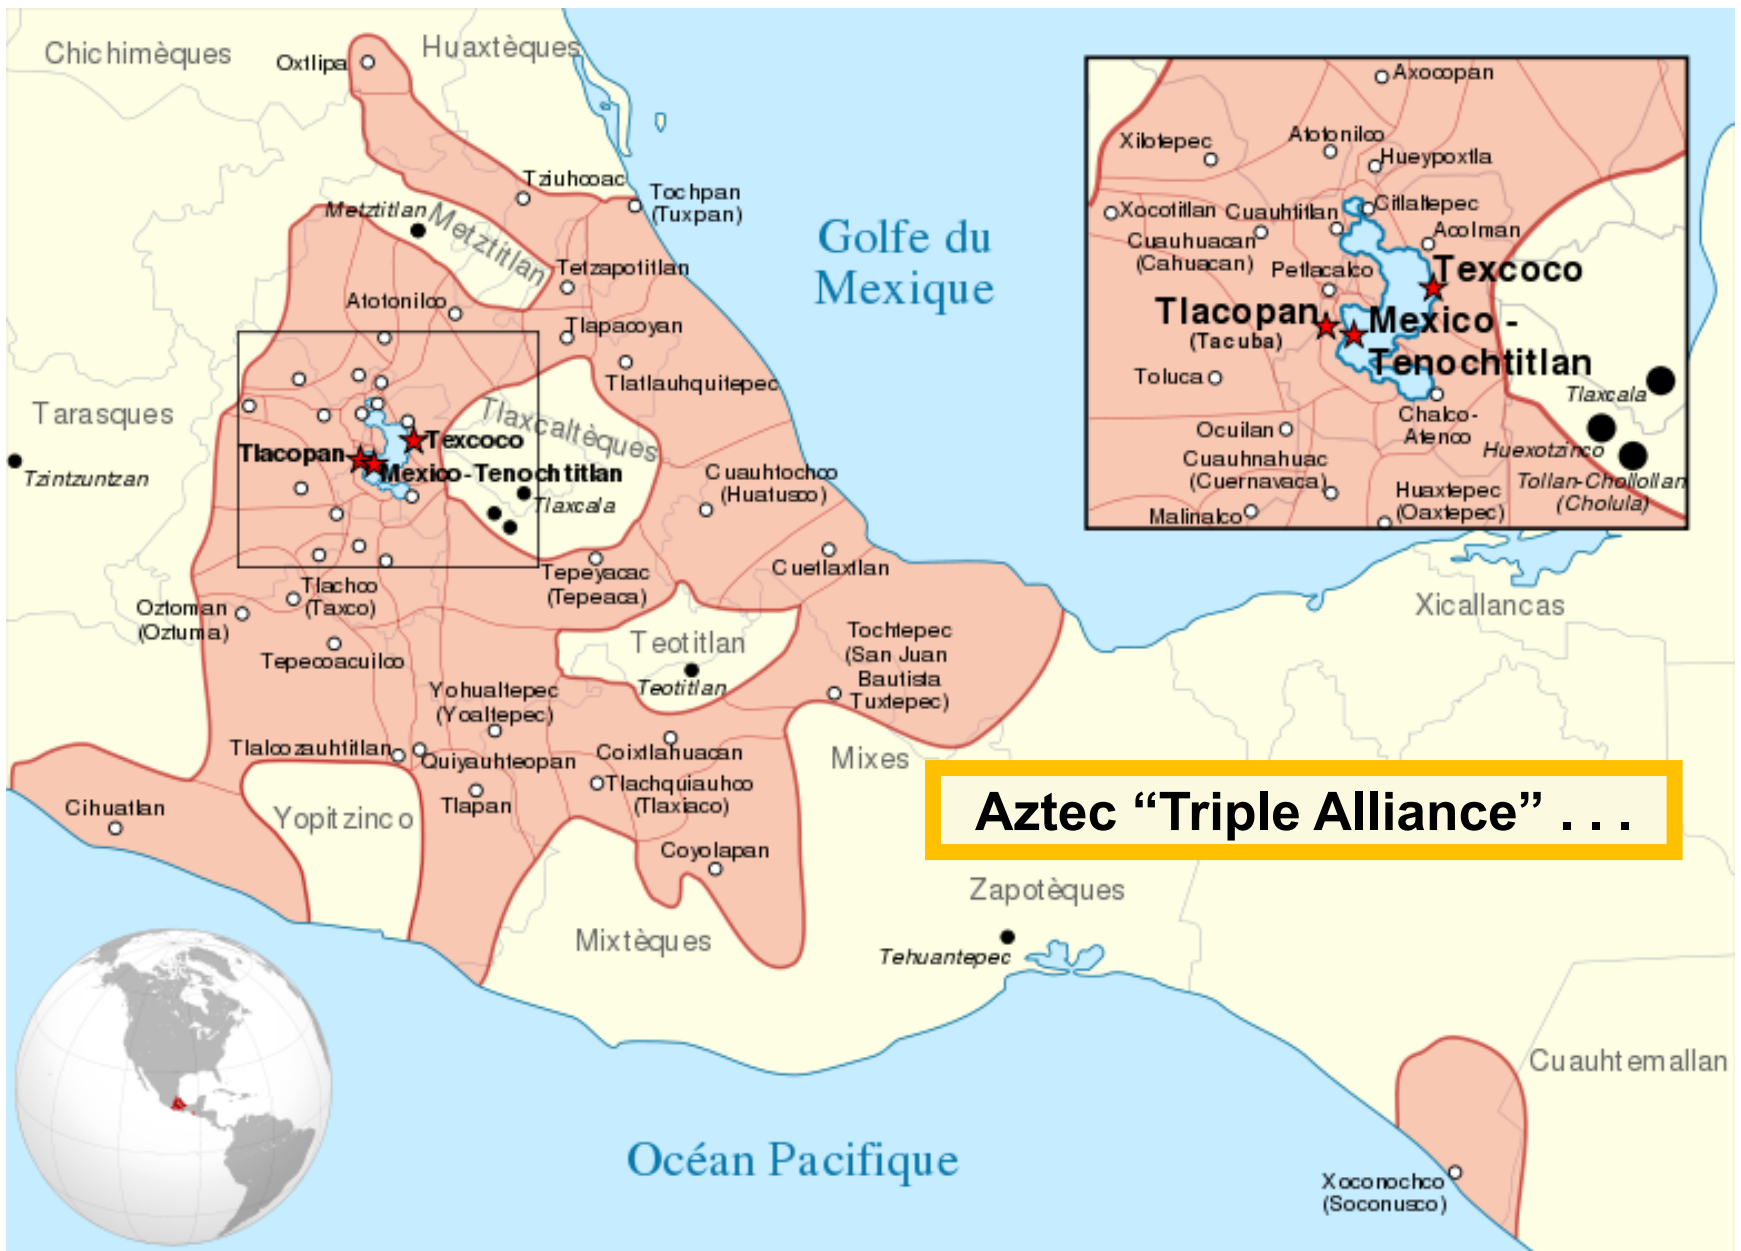 Chichimèques
Huaxtèques
Oxtlipa
Tziuhcoac
Tochpan
(Tuxpan)
Metztitlan
Metztitlan
Golfe du
Mexique
Tetzapotitlan
Atotonilco
Tlapacoyan
Tlatlauhquitepec
Tarasques
Tzintzuntzan
Tlaxcaltèques
Texcoco
Tlacopan
Mexico-Tenochtitlan
Tlaxcala
Cuauhtochco
(Huatusco)
Cuetlaxtlan
Tepeyacac
(Tepeaca)
Tlachco
(Taxco)
Oztoman
(Oztuma)
Tepecoacuilco
Teotitlan
Teotitlan
Tochtepec
(San Juan
Bautista
Tuxtepec)
Yohualtepec
(Yoaltepec)
Tlalcozauhtitlan
Quiyauhteopan
Coixtlahuacan
Tlachquiauhco
(Tlaxiaco)
Tlapan
Mixes
Cihuatlan
Yopitzinco
Coyolapan
Mixtèques
Zapotèques
Tehuantepec
Xicallancas
Cuauhtemallan
Xoconochco
(Soconusco)
Océan Pacifique
Aztec “Triple Alliance” . . .
Axocopan
Xilotepec
Atotonilco
Hueypoxtla
Xocotitlan
Cuauhtitlan
Citlaltepec
Cuauhuacan
(Cahuacan)
Acolman
Petlacalco
Texcoco
Tlacopan
(Tacuba)
Mexico -
Tenochtitlan
Toluca
Tlaxcala
Chalco-
Atenco
Ocuilan
Huexotzinco
Cuauhnahuac
(Cuernavaca)
Tollan-Chollollan
(Cholula)
Huaxtepec
(Oaxtepec)
Malinalco